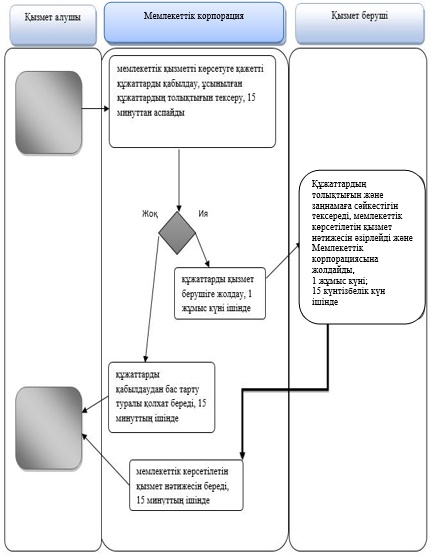 Қызмет алушы
Мемлекеттік корпорация
Қызмет беруші
мемлекеттік қызметті көрсетуге қажетті
құжаттарды қабылдау, ұсынылған
құжаттардың толықтығын тексеру, 15
минуттан аспайды
Жоқ
Ия
құжаттарды қызмет
берушіге жолдау, 1
жұмыс күні ішінде
Құжаттардың
толықтығын және
заңнамаға сәйкестігін
тексереді, мемлекеттік
көрсетілетін қызмет
нәтижесін әзірлейді және
Мемлекеттік
корпорациясына
жолдайды,
1 жұмыс күні;
15 күнтізбелік күн
ішінде
құжаттарды
қабылдаудан бас тарту
туралы қолхат береді, 15
минуттың ішінде
мемлекеттік көрсетілетін
қызмет нәтижесін береді,
15 минуттың ішінде